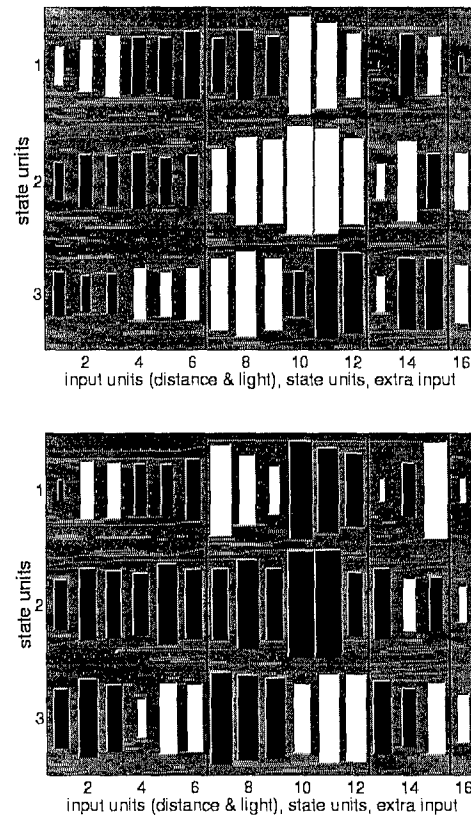 1
2
3
state units
2 4 6 8 10 12 14 16
input units (distance & light), state units, extra input
1
2
3
state units
2 4 6 8 10 12 14 16
input units (distance & light), state units, extra input